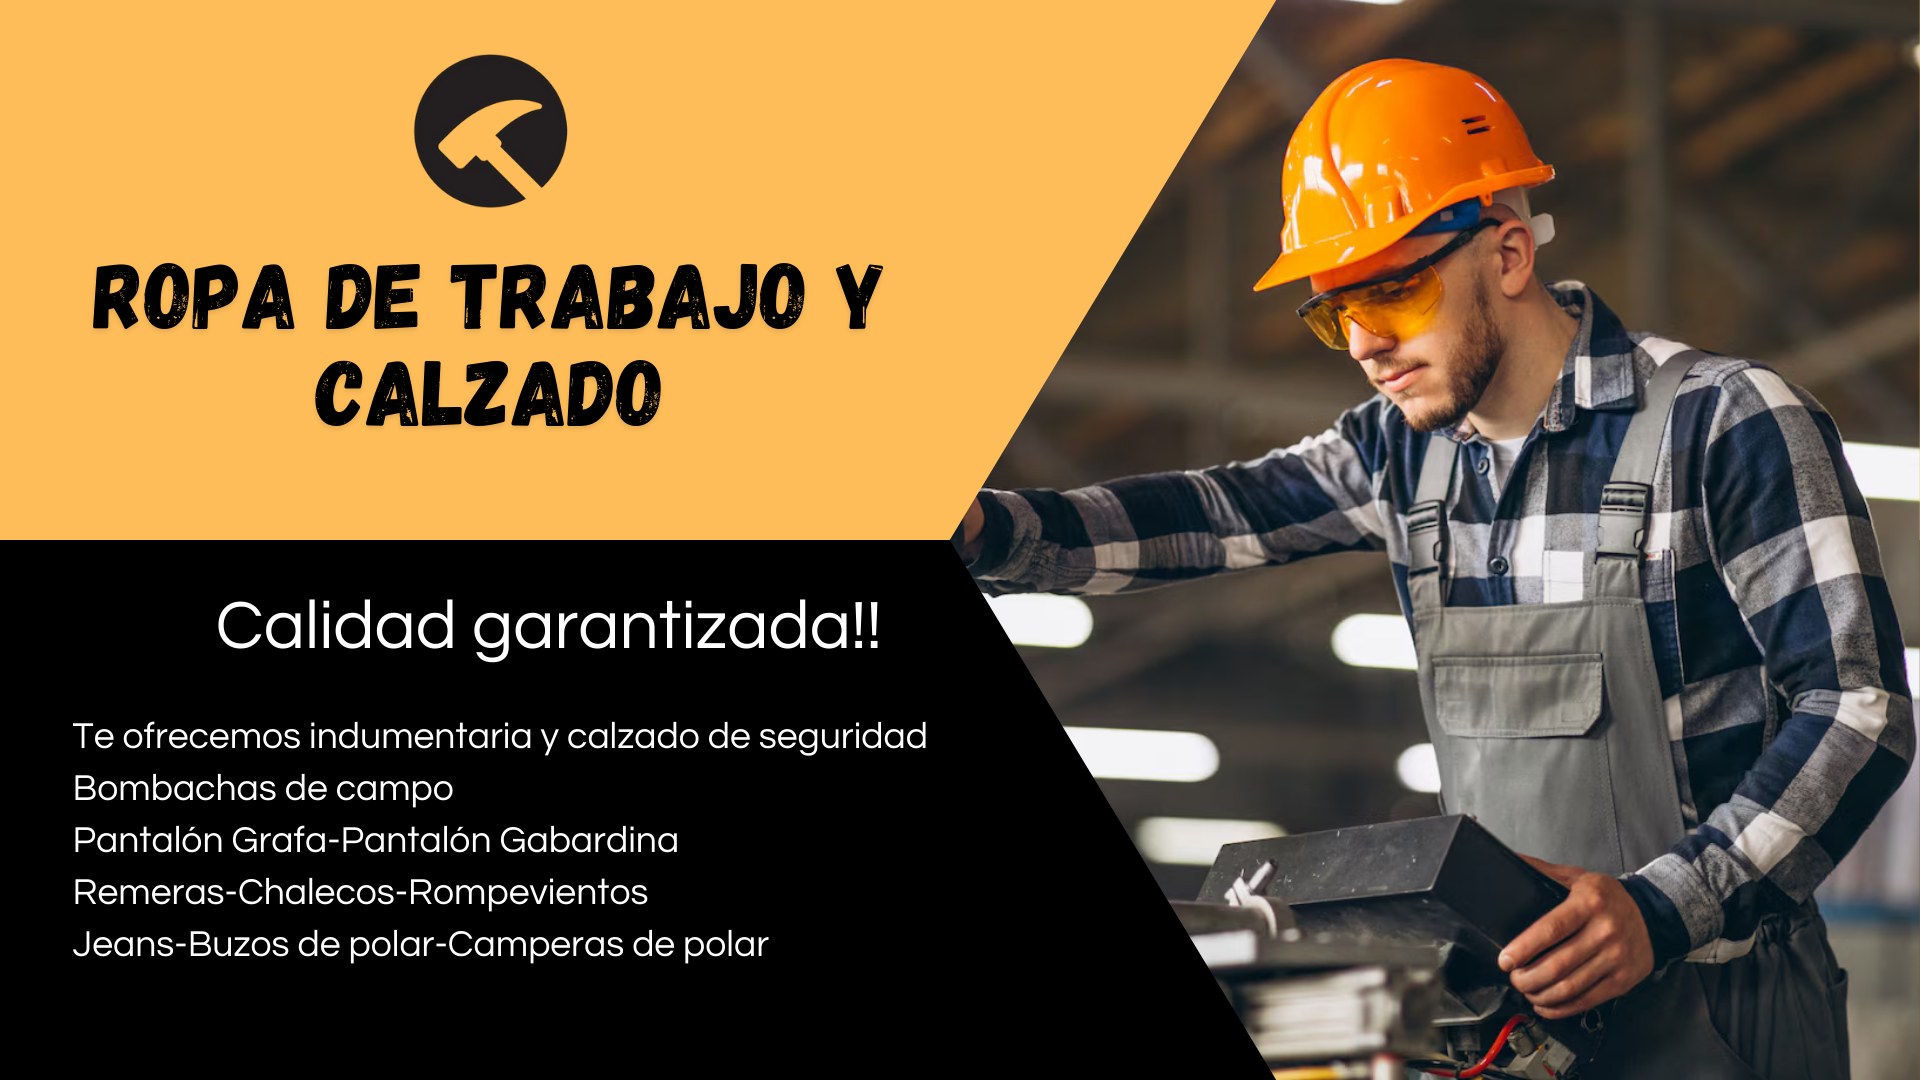 ROPA DE TRABAJO Y
CALZADO
Calidad garantizada!!
Te ofrecemos indumentaria y calzado de seguridad
Bombachas de campo
Pantalón Grafa-Pantalón Gabardina
Remeras-Chalecos-Rompevientos
Jeans-Buzos de polar-Camperas de polar